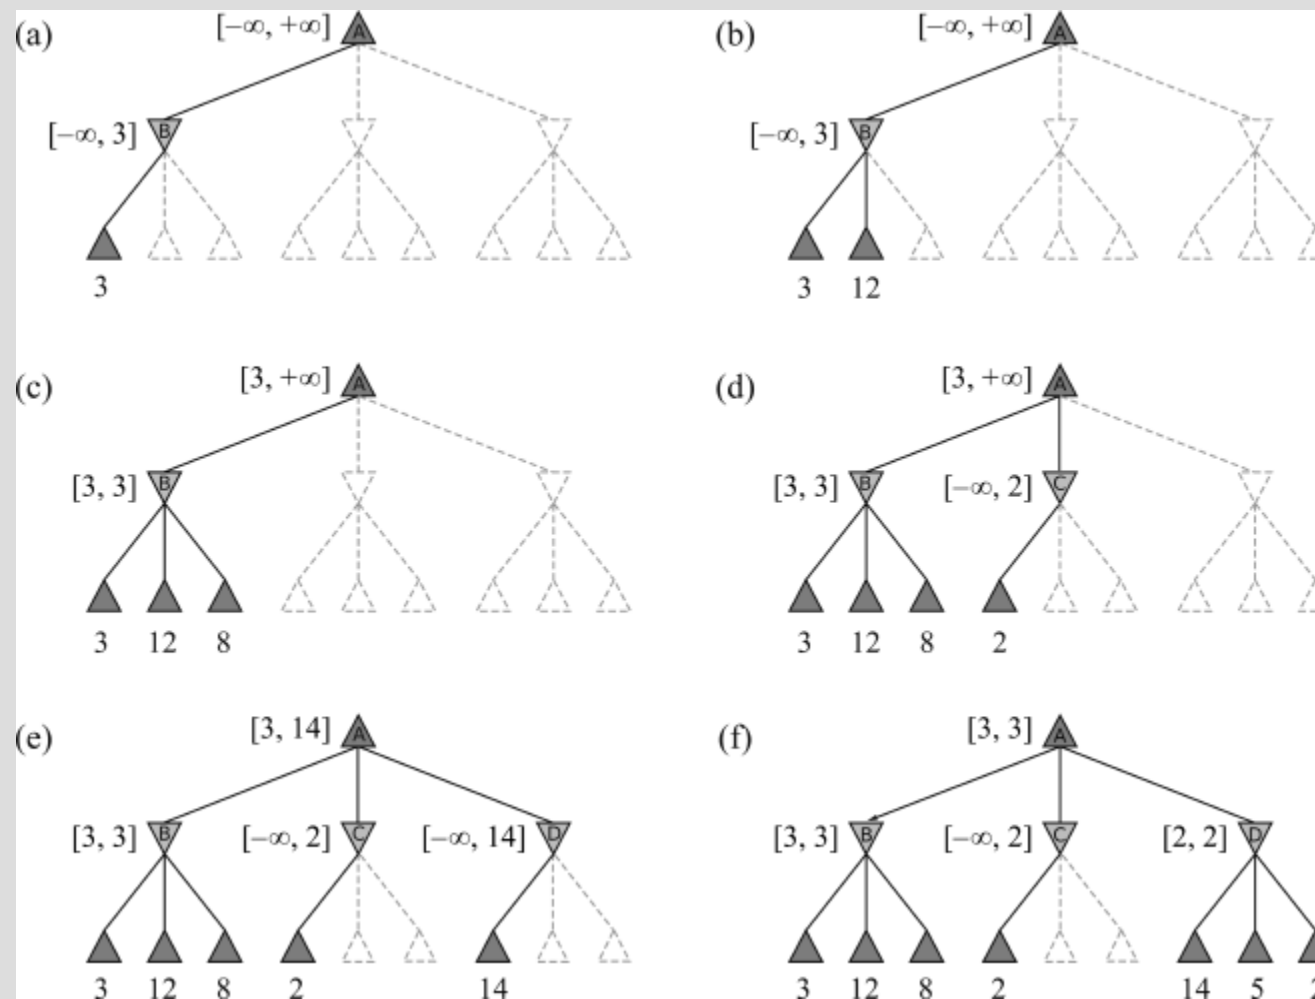 (a) [−∞, +∞] A
[−∞, 3] B
3
(b) [−∞, +∞] A
[−∞, 3] B
3 12
(c) [3, +∞] A
[3, 3] B
3 12 8
(d) [3, +∞] A
[3, 3] B [−∞, 2] C
3 12 8 2
(e) [3, 14] A
[3, 3] B [−∞, 2] C [−∞, 14] D
3 12 8 2 14
(f) [3, 3] A
[3, 3] B [−∞, 2] C [2, 2] D
3 12 8 2 14 5